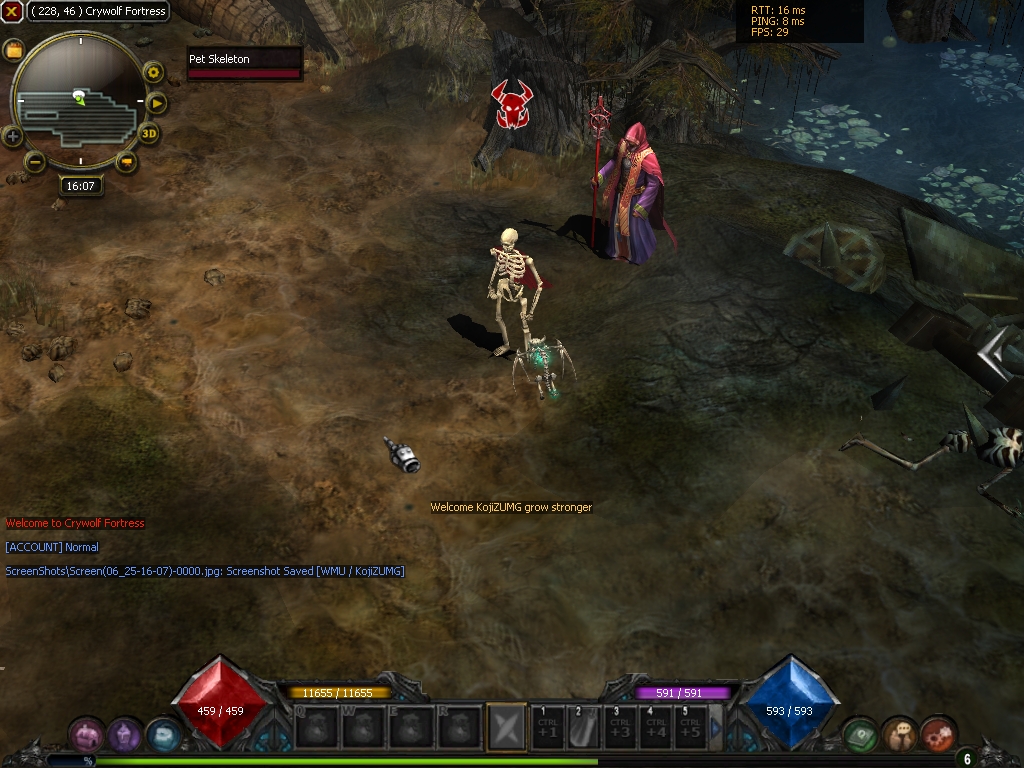 ( 228, 46 ) Crywolf Fortress
RTT: 16 ms
PING: 8 ms
FPS: 29
Pet Skeleton
3D
16:07
Welcome KojiZUMG grow stronger
Welcome to Crywolf Fortress
[ACCOUNT] Normal
ScreenShots\Screen(06_25-16-07)-0000.jpg: Screenshot Saved [WMU / KojiZUMG]
11655 / 11655
591 / 591
459 / 459
593 / 593
Q W E R
1 2 3 4 5
CTRL +1 CTRL +3 CTRL +4 CTRL +5
%
6